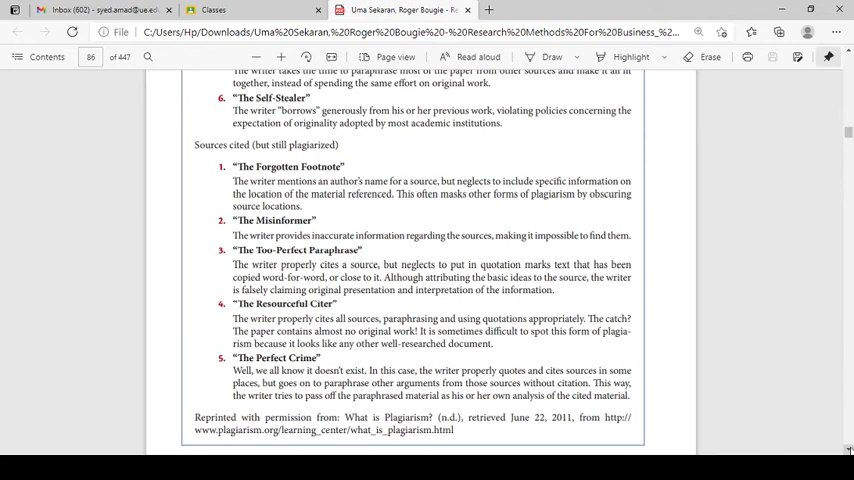 Inbox (602) - syed.amad@ue.ed
Classes
Uma Sekaran, Roger Bougie - Re
C:/Users/Hp/Downloads/Uma%20Sekaran,%20Roger%20Bougie%20-%20Research%20Methods%20For%20Business_%...
Contents
86
of 447
Page view
Read aloud
Draw
Highlight
Erase
The writer takes the time to paraphrase most of the paper from other sources and make it all fit
together, instead of spending the same effort on original work.
6. “The Self-Stealer”
The writer “borrows” generously from his or her previous work, violating policies concerning the
expectation of originality adopted by most academic institutions.
Sources cited (but still plagiarized)
1. “The Forgotten Footnote”
The writer mentions an author’s name for a source, but neglects to include specific information on
the location of the material referenced. This often masks other forms of plagiarism by obscuring
source locations.
2. “The Misinformer”
The writer provides inaccurate information regarding the sources, making it impossible to find them.
3. “The Too-Perfect Paraphrase”
The writer properly cites a source, but neglects to put in quotation marks text that has been
copied word-for-word, or close to it. Although attributing the basic ideas to the source, the writer
is falsely claiming original presentation and interpretation of the information.
4. “The Resourceful Citer”
The writer properly cites all sources, paraphrasing and using quotations appropriately. The catch?
The paper contains almost no original work! It is sometimes difficult to spot this form of plagia-
rism because it looks like any other well-researched document.
5. “The Perfect Crime”
Well, we all know it doesn’t exist. In this case, the writer properly quotes and cites sources in some
places, but goes on to paraphrase other arguments from those sources without citation. This way,
the writer tries to pass off the paraphrased material as his or her own analysis of the cited material.
Reprinted with permission from: What is Plagiarism? (n.d.), retrieved June 22, 2011, from http://
www.plagiarism.org/learning_center/what_is_plagiarism.html